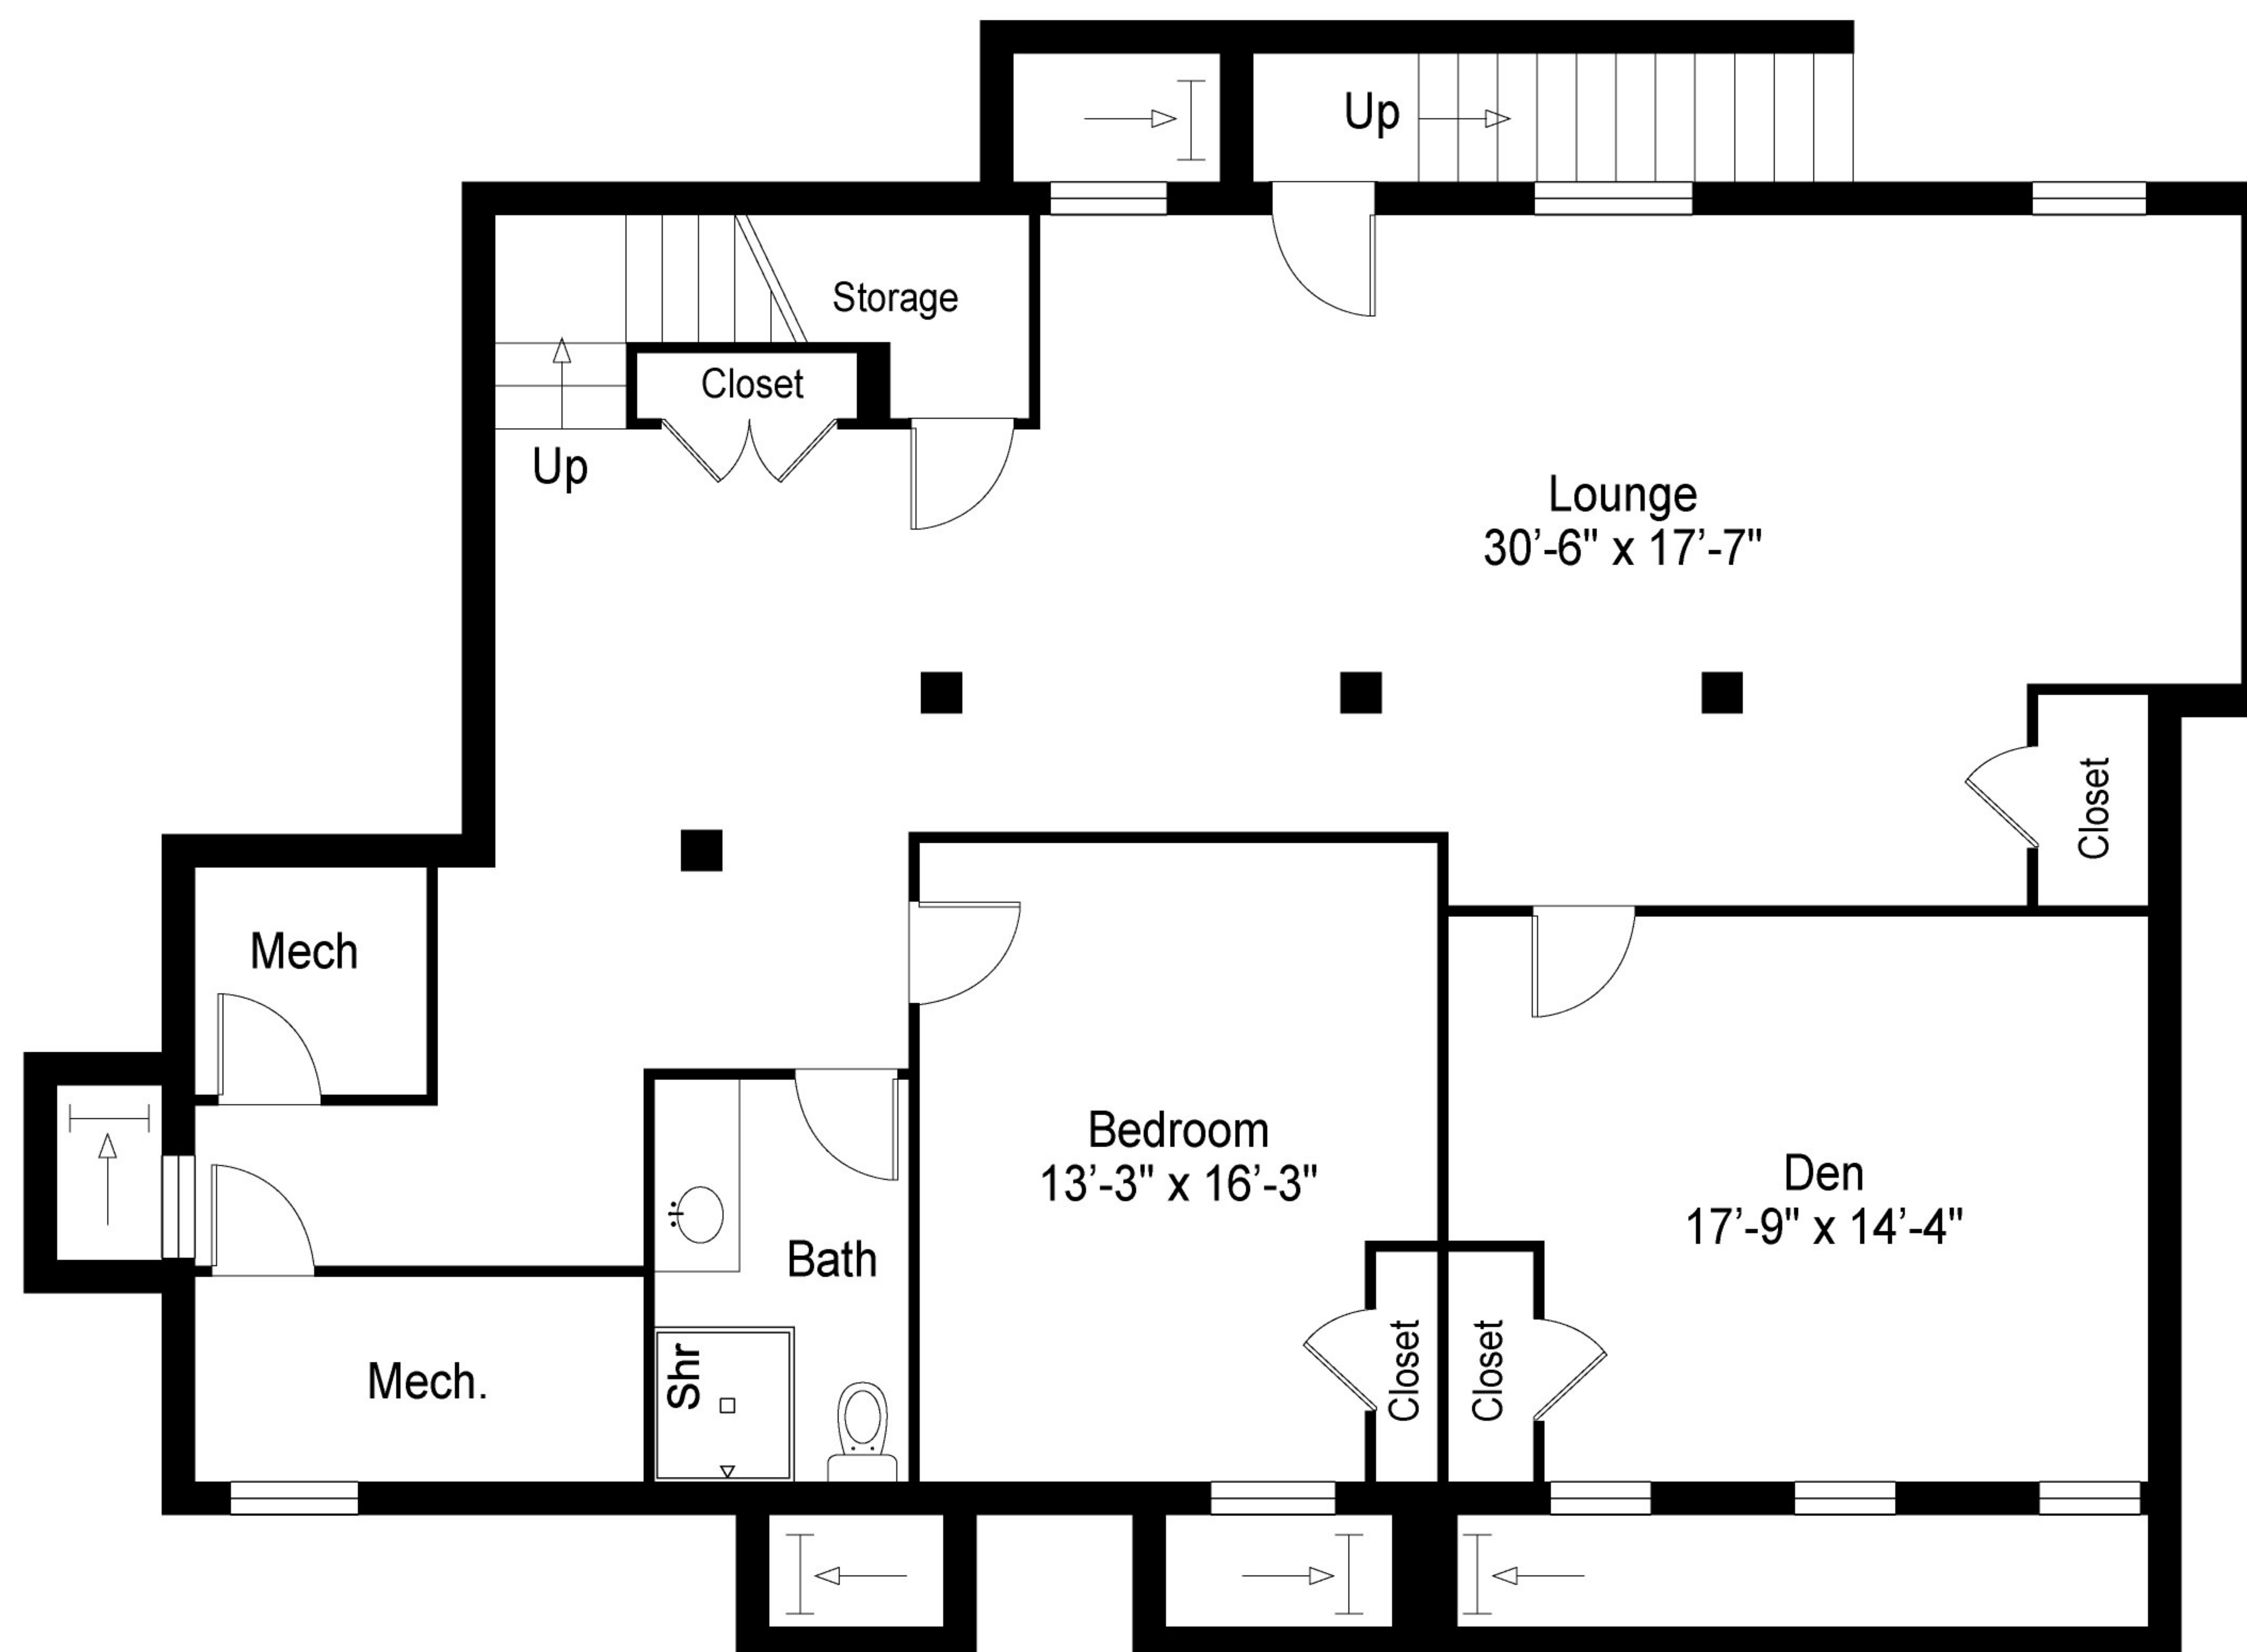 Up
Storage
Closet
Up
Lounge
30’-6" x 17’-7"
Closet
Mech
Bedroom
13’-3" x 16’-3"
Den
17’-9" x 14’-4"
Bath
Shr
Closet
Closet
Mech.